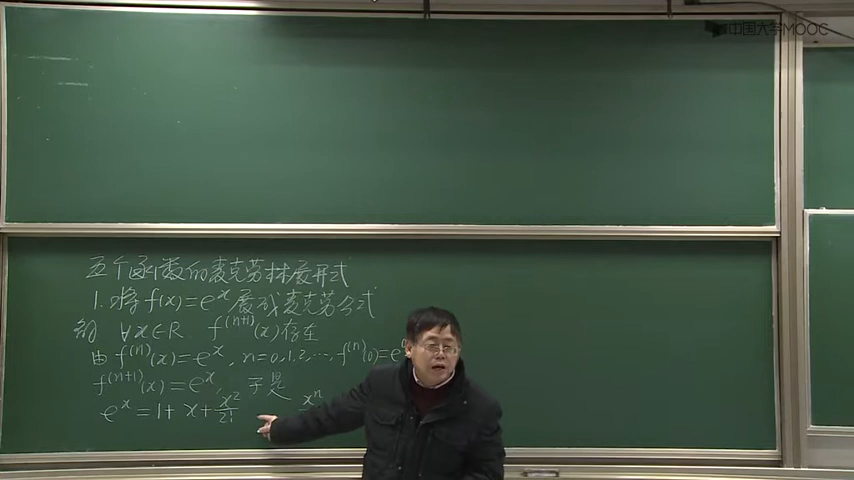 中国大学MOOC
五个函数的麦克劳林展开式
1. 将 f(x) = e^x 展成麦克劳公式
解 ∀x∈R f^(n+1)(x)存在
由 f^(n)(x) = e^x, n=0,1,2,…, f^(n)(0) = e^0
f^(n+1)(x) = e^x, 于是
e^x = 1 + x + x^2/2! x^n